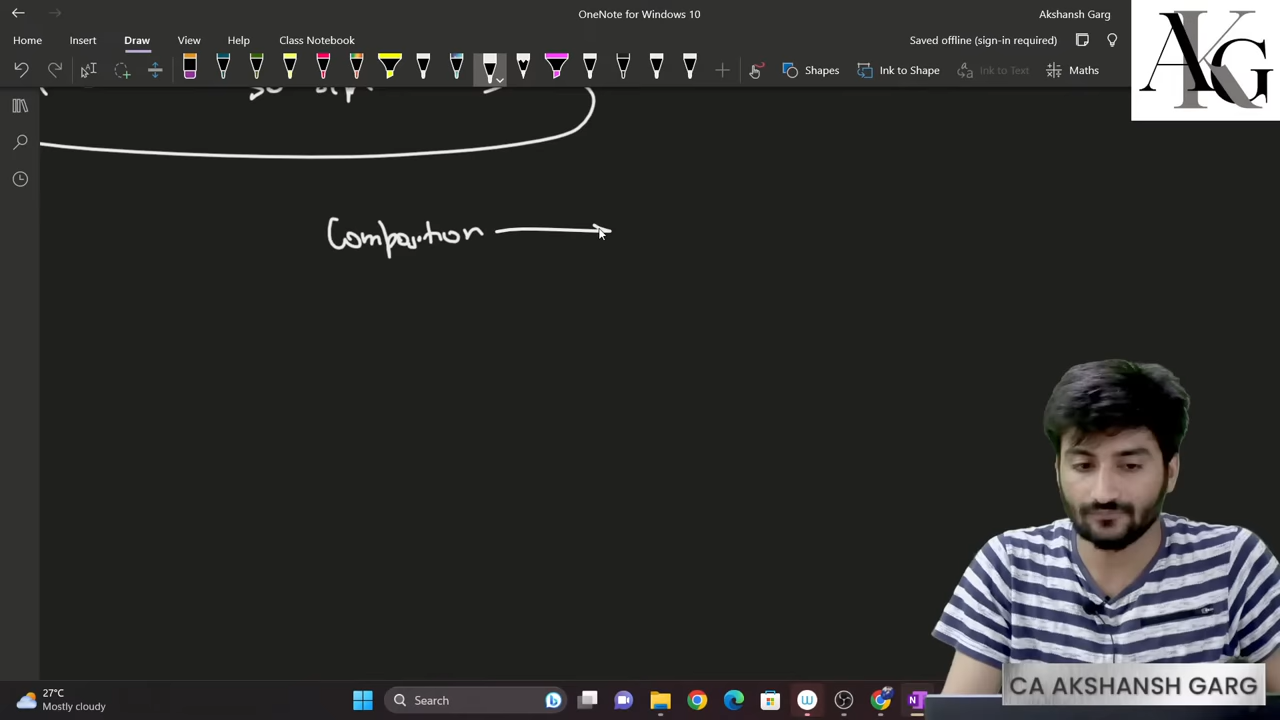 OneNote for Windows 10
Akshansh Garg
Home Insert Draw View Help Class Notebook
Saved offline (sign-in required)
Shapes
Ink to Shape
Ink to Text
Maths
AKG
Composition
CA AKSHANSH GARG
27°C
Mostly cloudy
Search